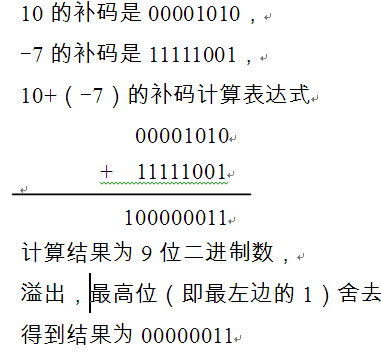 10 的补码是 00001010，
-7 的补码是 11111001，
10+（-7）的补码计算表达式
00001010
+ 11111001
100000011
计算结果为 9 位二进制数，
溢出，最高位（即最左边的 1）舍去
得到结果为 00000011